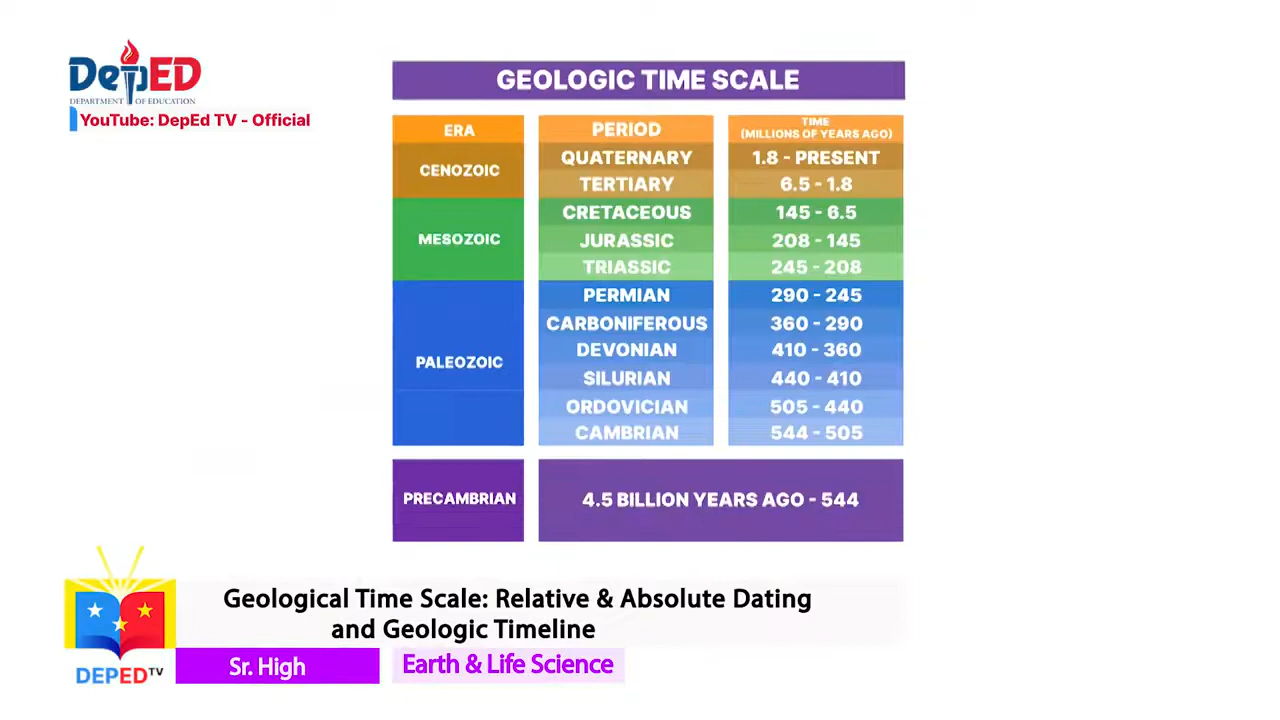 DepED
DEPARTMENT OF EDUCATION
YouTube: DepEd TV - Official
GEOLOGIC TIME SCALE
ERA PERIOD TIME (MILLIONS OF YEARS AGO)
CENOZOIC
QUATERNARY 1.8 - PRESENT
TERTIARY 6.5 - 1.8
MESOZOIC
CRETACEOUS 145 - 6.5
JURASSIC 208 - 145
TRIASSIC 245 - 208
PALEOZOIC
PERMIAN 290 - 245
CARBONIFEROUS 360 - 290
DEVONIAN 410 - 360
SILURIAN 440 - 410
ORDOVICIAN 505 - 440
CAMBRIAN 544 - 505
PRECAMBRIAN 4.5 BILLION YEARS AGO - 544
Geological Time Scale: Relative & Absolute Dating
and Geologic Timeline
DEPED TV
Sr. High
Earth & Life Science